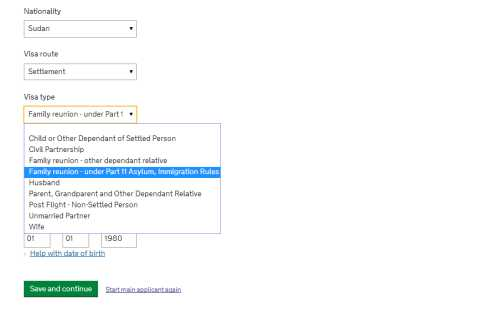 Nationality
Sudan
Visa route
Settlement
Visa type
Family reunion - under Part 1
Child or Other Dependant of Settled Person
Civil Partnership
Family reunion - other dependant relative
Family reunion - under Part 11 Asylum, Immigration Rules
Husband
Parent, Grandparent and Other Dependant Relative
Post Flight - Non-Settled Person
Unmarried Partner
Wife
01 01 1980
Help with date of birth
Save and continue Start main applicant again